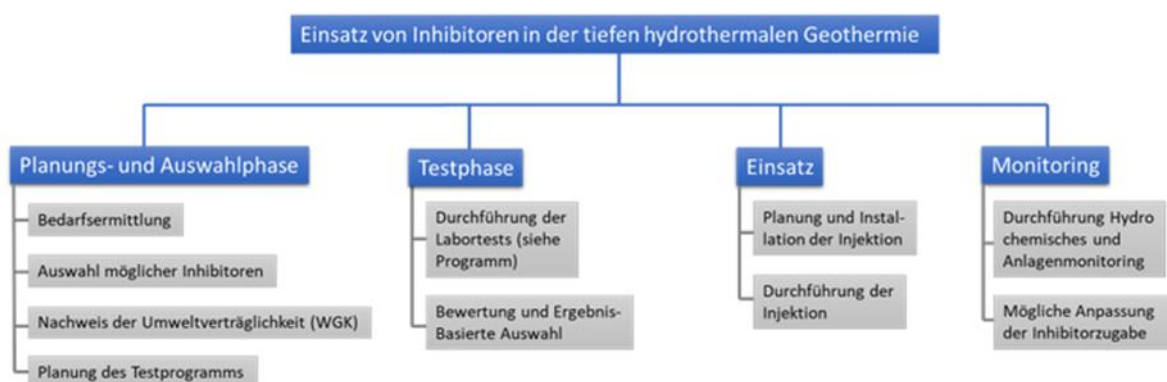 Einsatz von Inhibitoren in der tiefen hydrothermalen Geothermie
Planungs- und Auswahlphase
Bedarfsermittlung
Auswahl möglicher Inhibitoren
Nachweis der Umweltverträglichkeit (WGK)
Planung des Testprogramms
Testphase
Durchführung der
Labortests (siehe
Programm)
Bewertung und Ergebnis-
Basierte Auswahl
Einsatz
Planung und Instal-
lation der Injektion
Durchführung der
Injektion
Monitoring
Durchführung Hydro
chemisches und
Anlagenmonitoring
Mögliche Anpassung
der Inhibitorzugabe